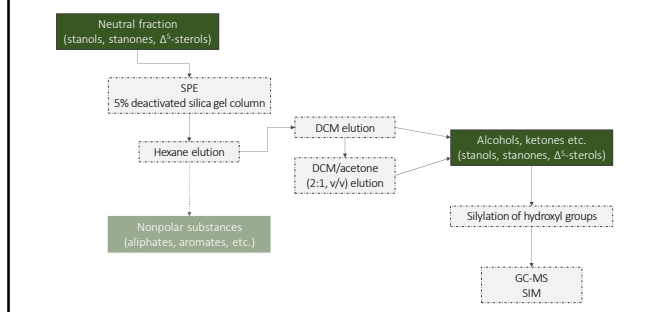 Neutral fraction
(stanols, stanones, Δ⁵-sterols)
SPE
5% deactivated silica gel column
Hexane elution
DCM elution
DCM/acetone
(2:1, v/v) elution
Alcohols, ketones etc.
(stanols, stanones, Δ⁵-sterols)
Nonpolar substances
(aliphates, aromates, etc.)
Silylation of hydroxyl groups
GC-MS
SIM